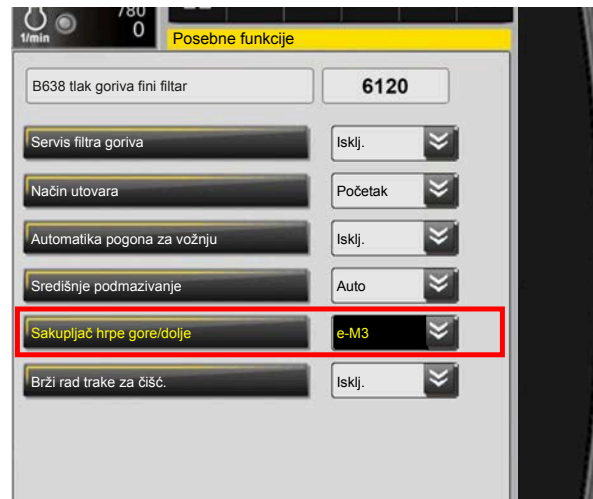 780
1/min
0
Posebne funkcije
B638 tlak goriva fini filtar 6120
Servis filtra goriva Isklj.
Način utovara Početak
Automatika pogona za vožnju Isklj.
Središnje podmazivanje Auto
Sakupljač hrpe gore/dolje e-M3
Brži rad trake za čišć. Isklj.